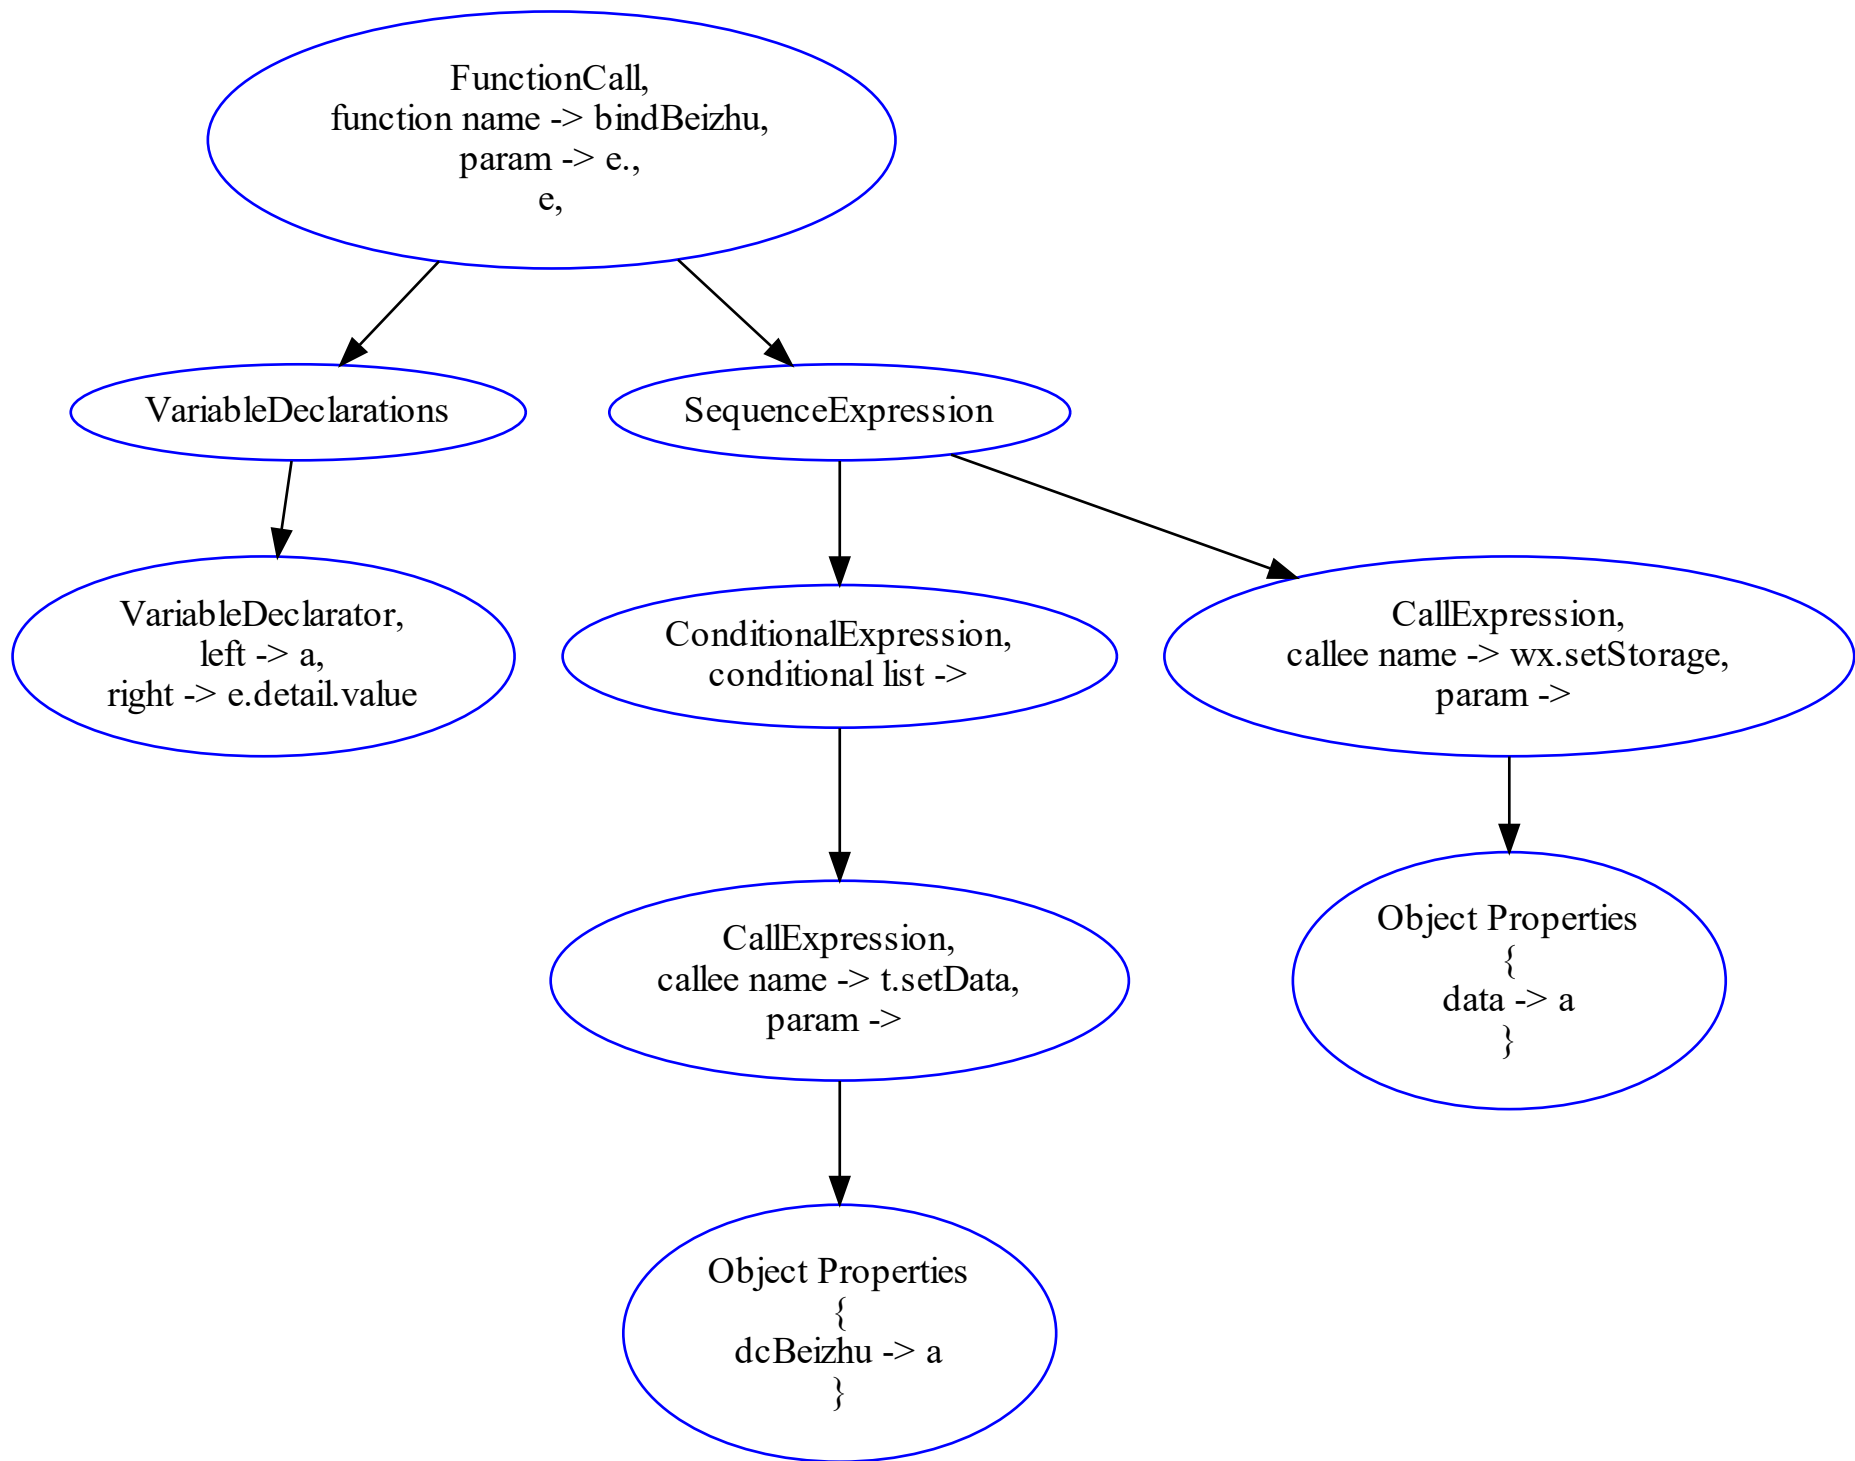 FunctionCall,
function name -> bindBeizhu,
param -> e.,
e,
VariableDeclarations
SequenceExpression
VariableDeclarator,
left -> a,
right -> e.detail.value
ConditionalExpression,
conditional list ->
CallExpression,
callee name -> wx.setStorage,
param ->
CallExpression,
callee name -> t.setData,
param ->
Object Properties
{
data -> a
}
Object Properties
{
dcBeizhu -> a
}